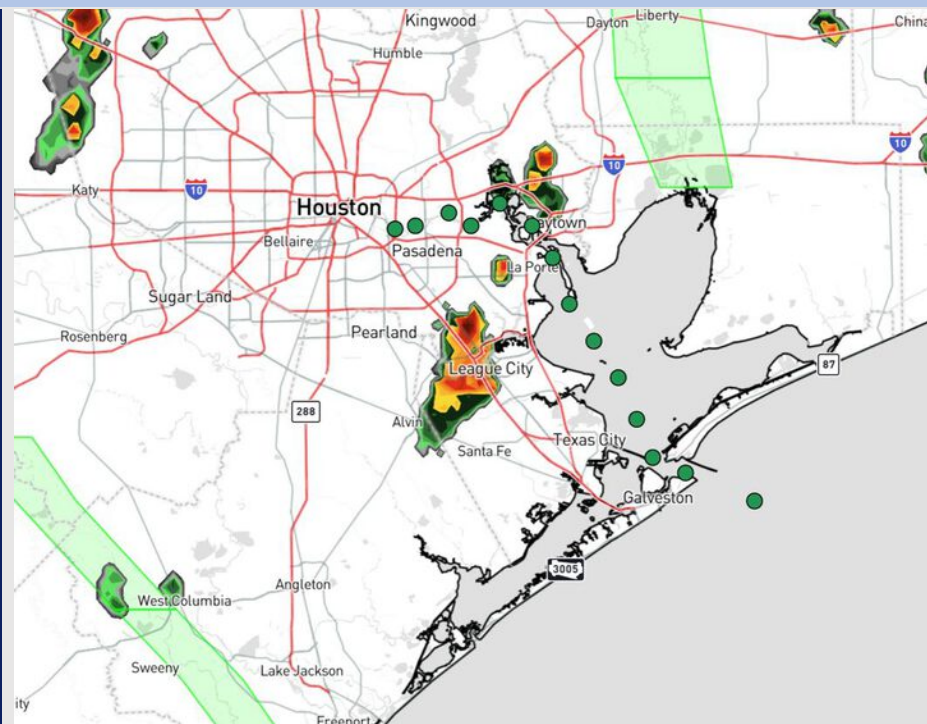 Kingwood
Dayton
Liberty
China
Humble
10
10
Katy
10
Houston
aytown
Bellaire
Pasadena
La Porte
Sugar Land
Rosenberg
Pearland
League City
87
288
Alvin
Santa Fe
Texas City
Galveston
3005
Angleton
West Columbia
Sweeny
Lake Jackson
ity
Freeport